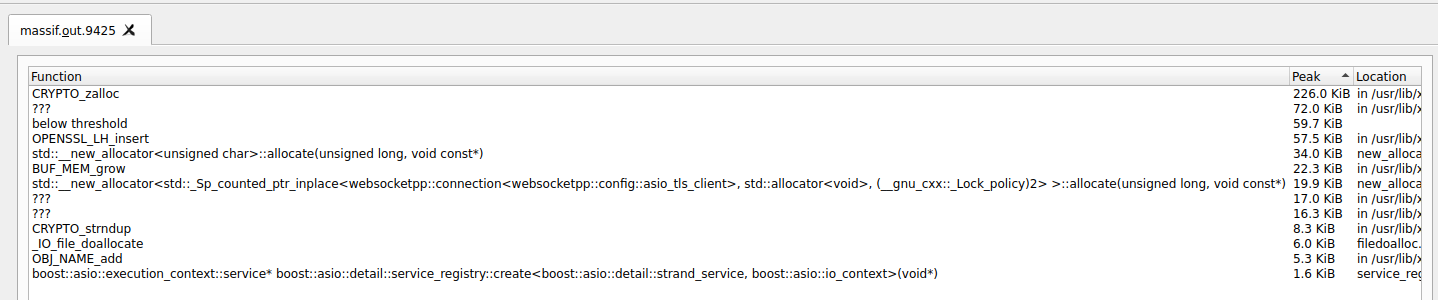 massif.out.9425
Function Peak Location
CRYPTO_zalloc 226.0 KiB in /usr/lib/x
??? 72.0 KiB in /usr/lib/x
below threshold 59.7 KiB
OPENSSL_LH_insert 57.5 KiB in /usr/lib/x
std::__new_allocator<unsigned char>::allocate(unsigned long, void const*) 34.0 KiB new_alloca
BUF_MEM_grow 22.3 KiB in /usr/lib/x
std::__new_allocator<std::_Sp_counted_ptr_inplace<websocketpp::connection<websocketpp::config::asio_tls_client>, std::allocator<void>, (__gnu_cxx::_Lock_policy)2> >::allocate(unsigned long, void const*) 19.9 KiB new_alloca
??? 17.0 KiB in /usr/lib/x
??? 16.3 KiB in /usr/lib/x
CRYPTO_strndup 8.3 KiB in /usr/lib/x
_IO_file_doallocate 6.0 KiB filedoalloc.
OBJ_NAME_add 5.3 KiB in /usr/lib/x
boost::asio::execution_context::service* boost::asio::detail::service_registry::create<boost::asio::detail::strand_service, boost::asio::io_context>(void*) 1.6 KiB service_reg